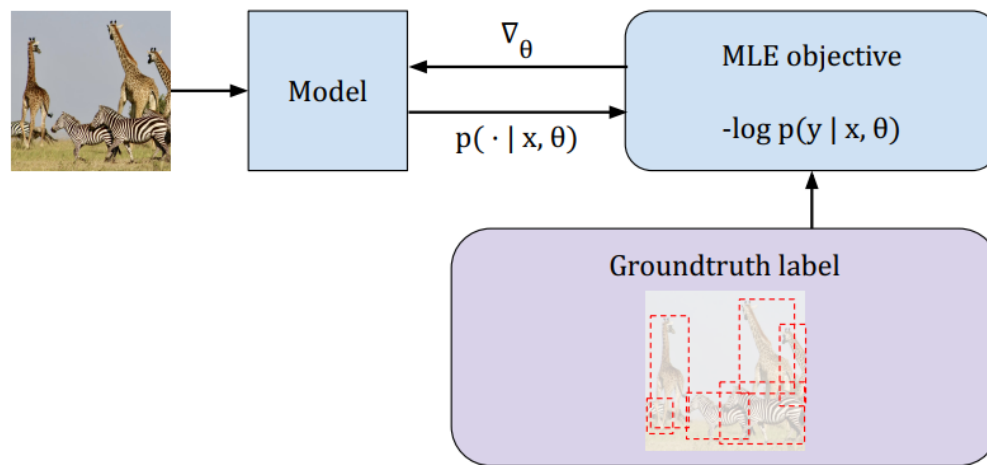 ∇θ
Model
p( · | x, θ)
MLE objective
-log p(y | x, θ)
Groundtruth label